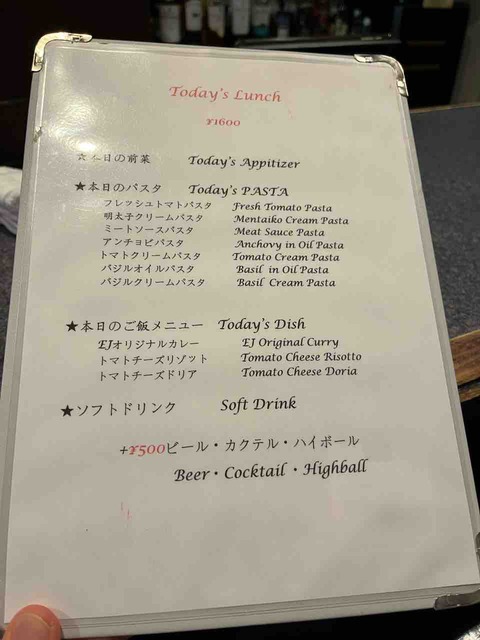 Today's Lunch
¥1600
☆本日の前菜 Today's Appitizer
★本日のパスタ Today's PASTA
フレッシュトマトパスタ Fresh Tomato Pasta
明太子クリームパスタ Mentaiko Cream Pasta
ミートソースパスタ Meat Sauce Pasta
アンチョビパスタ Anchovy in Oil Pasta
トマトクリームパスタ Tomato Cream Pasta
バジルオイルパスタ Basil in Oil Pasta
バジルクリームパスタ Basil Cream Pasta
★本日のご飯メニュー Today's Dish
EJオリジナルカレー EJ Original Curry
トマトチーズリゾット Tomato Cheese Risotto
トマトチーズドリア Tomato Cheese Doria
★ソフトドリンク Soft Drink
+¥500ビール・カクテル・ハイボール
Beer・Cocktail・Highball